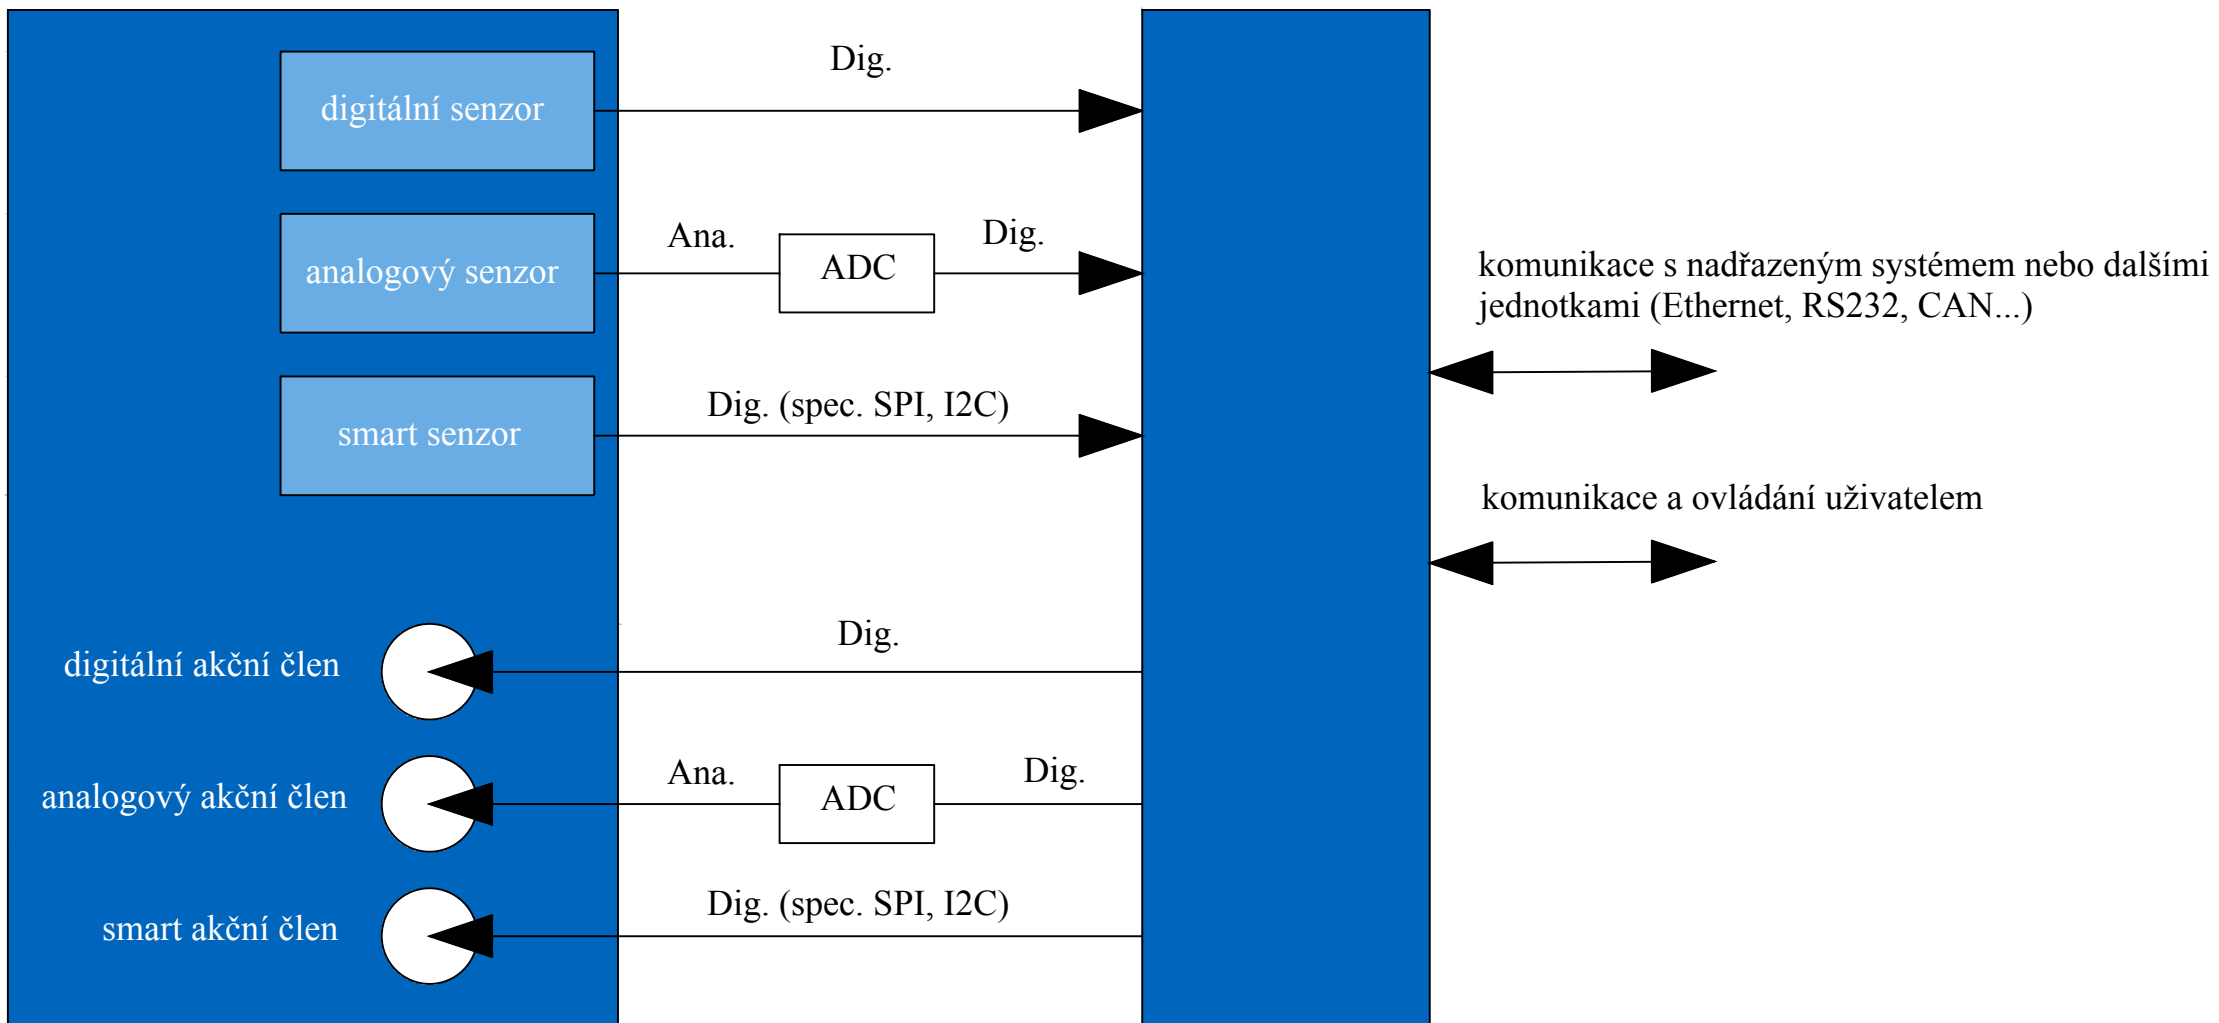 Dig.
digitální senzor
Ana.
Dig.
analogový senzor
ADC
komunikace s nadřazeným systémem nebo dalšími
jednotkami (Ethernet, RS232, CAN...)
Dig. (spec. SPI, I2C)
smart senzor
komunikace a ovládání uživatelem
Dig.
digitální akční člen
Ana.
Dig.
analogový akční člen
ADC
Dig. (spec. SPI, I2C)
smart akční člen